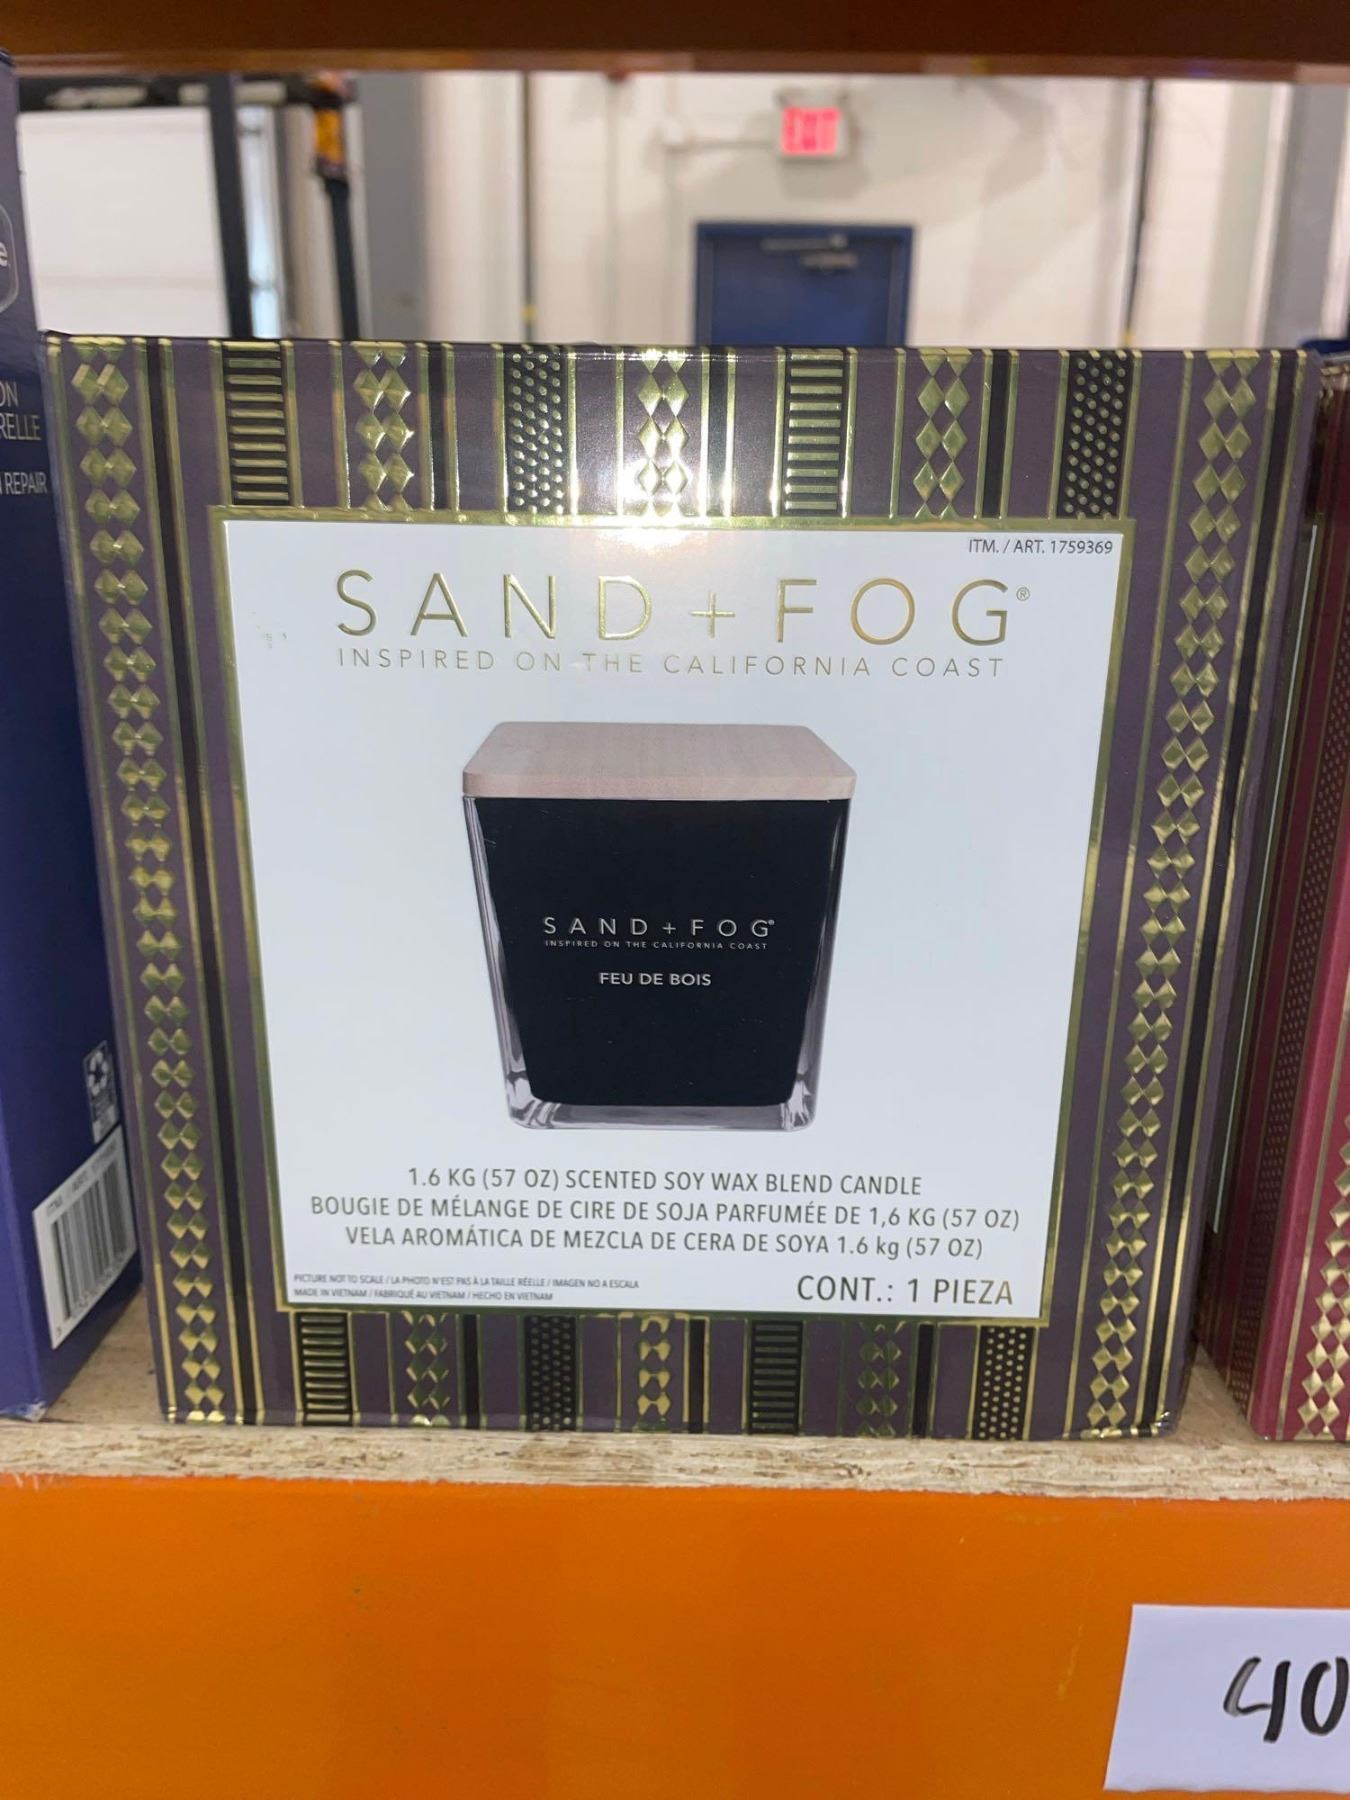 EXIT
ON
RELLE
REPAIR
ITM. / ART. 1759369
SAND + FOG®
INSPIRED ON THE CALIFORNIA COAST
SAND + FOG®
INSPIRED ON THE CALIFORNIA COAST
FEU DE BOIS
1.6 KG (57 OZ) SCENTED SOY WAX BLEND CANDLE
BOUGIE DE MÉLANGE DE CIRE DE SOJA PARFUMÉE DE 1,6 KG (57 OZ)
VELA AROMÁTICA DE MEZCLA DE CERA DE SOYA 1.6 kg (57 OZ)
PICTURE NOT TO SCALE / LA PHOTO N'EST PAS À LA TAILLE RÉELLE / IMAGEN NO A ESCALA
MADE IN VIETNAM / FABRIQUÉ AU VIETNAM / HECHO EN VIETNAM
CONT.: 1 PIEZA
40